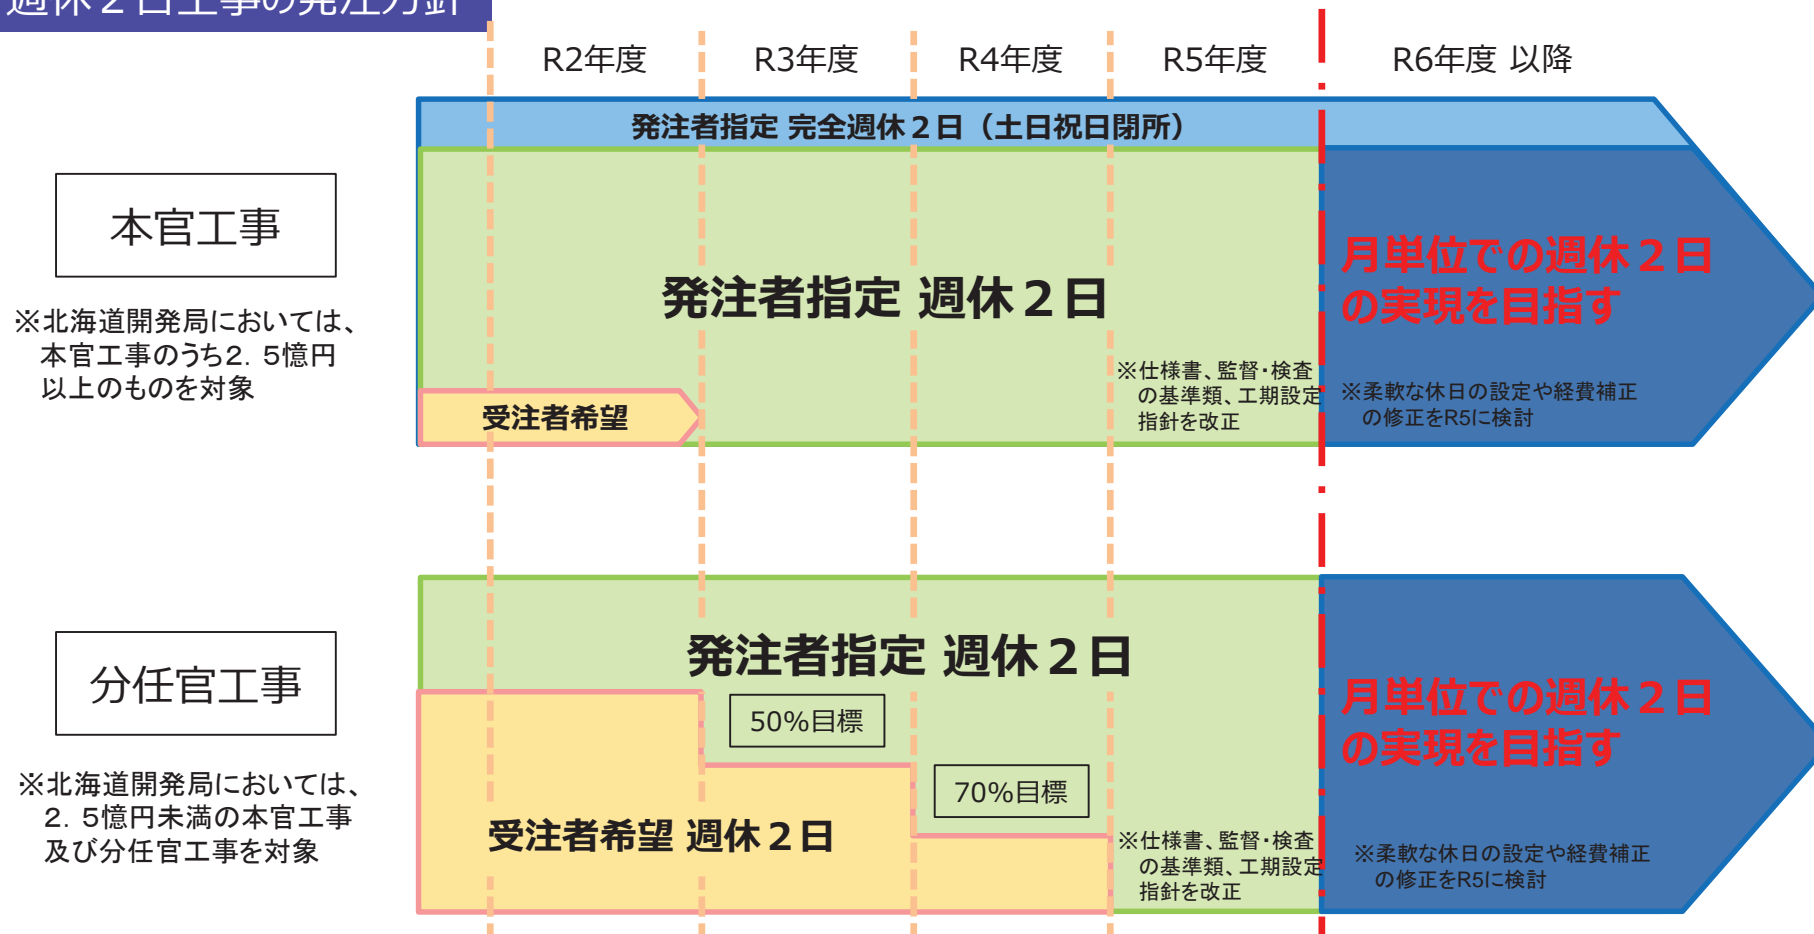 週休２日工事の発注方針
R2年度
R3年度
R4年度
R5年度
R6年度 以降
発注者指定 完全週休２日（土日祝日閉所）
本官工事
※北海道開発局においては、
本官工事のうち2．5億円
以上のものを対象
発注者指定 週休２日
受注者希望
※仕様書、監督・検査
の基準類、工期設定
指針を改正
月単位での週休２日
の実現を目指す
※柔軟な休日の設定や経費補正
の修正をR5に検討
分任官工事
※北海道開発局においては、
2．5億円未満の本官工事
及び分任官工事を対象
発注者指定 週休２日
50%目標
70%目標
受注者希望 週休２日
※仕様書、監督・検査
の基準類、工期設定
指針を改正
月単位での週休２日
の実現を目指す
※柔軟な休日の設定や経費補正
の修正をR5に検討